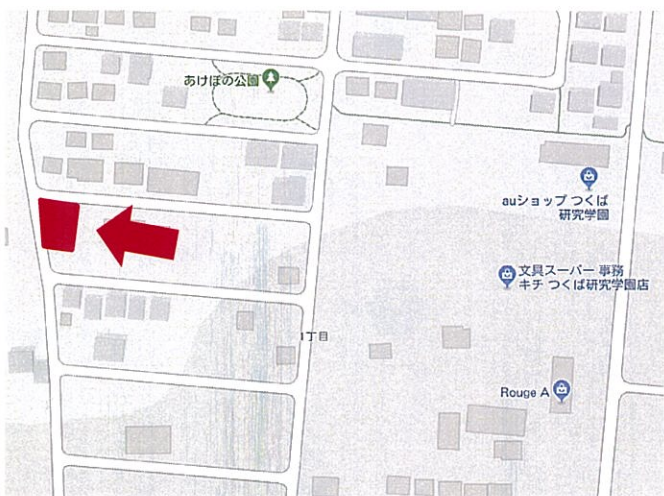 あけぼの公園
auショップ つくば
研究学園
文具スーパー 事務
キチ つくば研究学園店
丁目
Rouge A